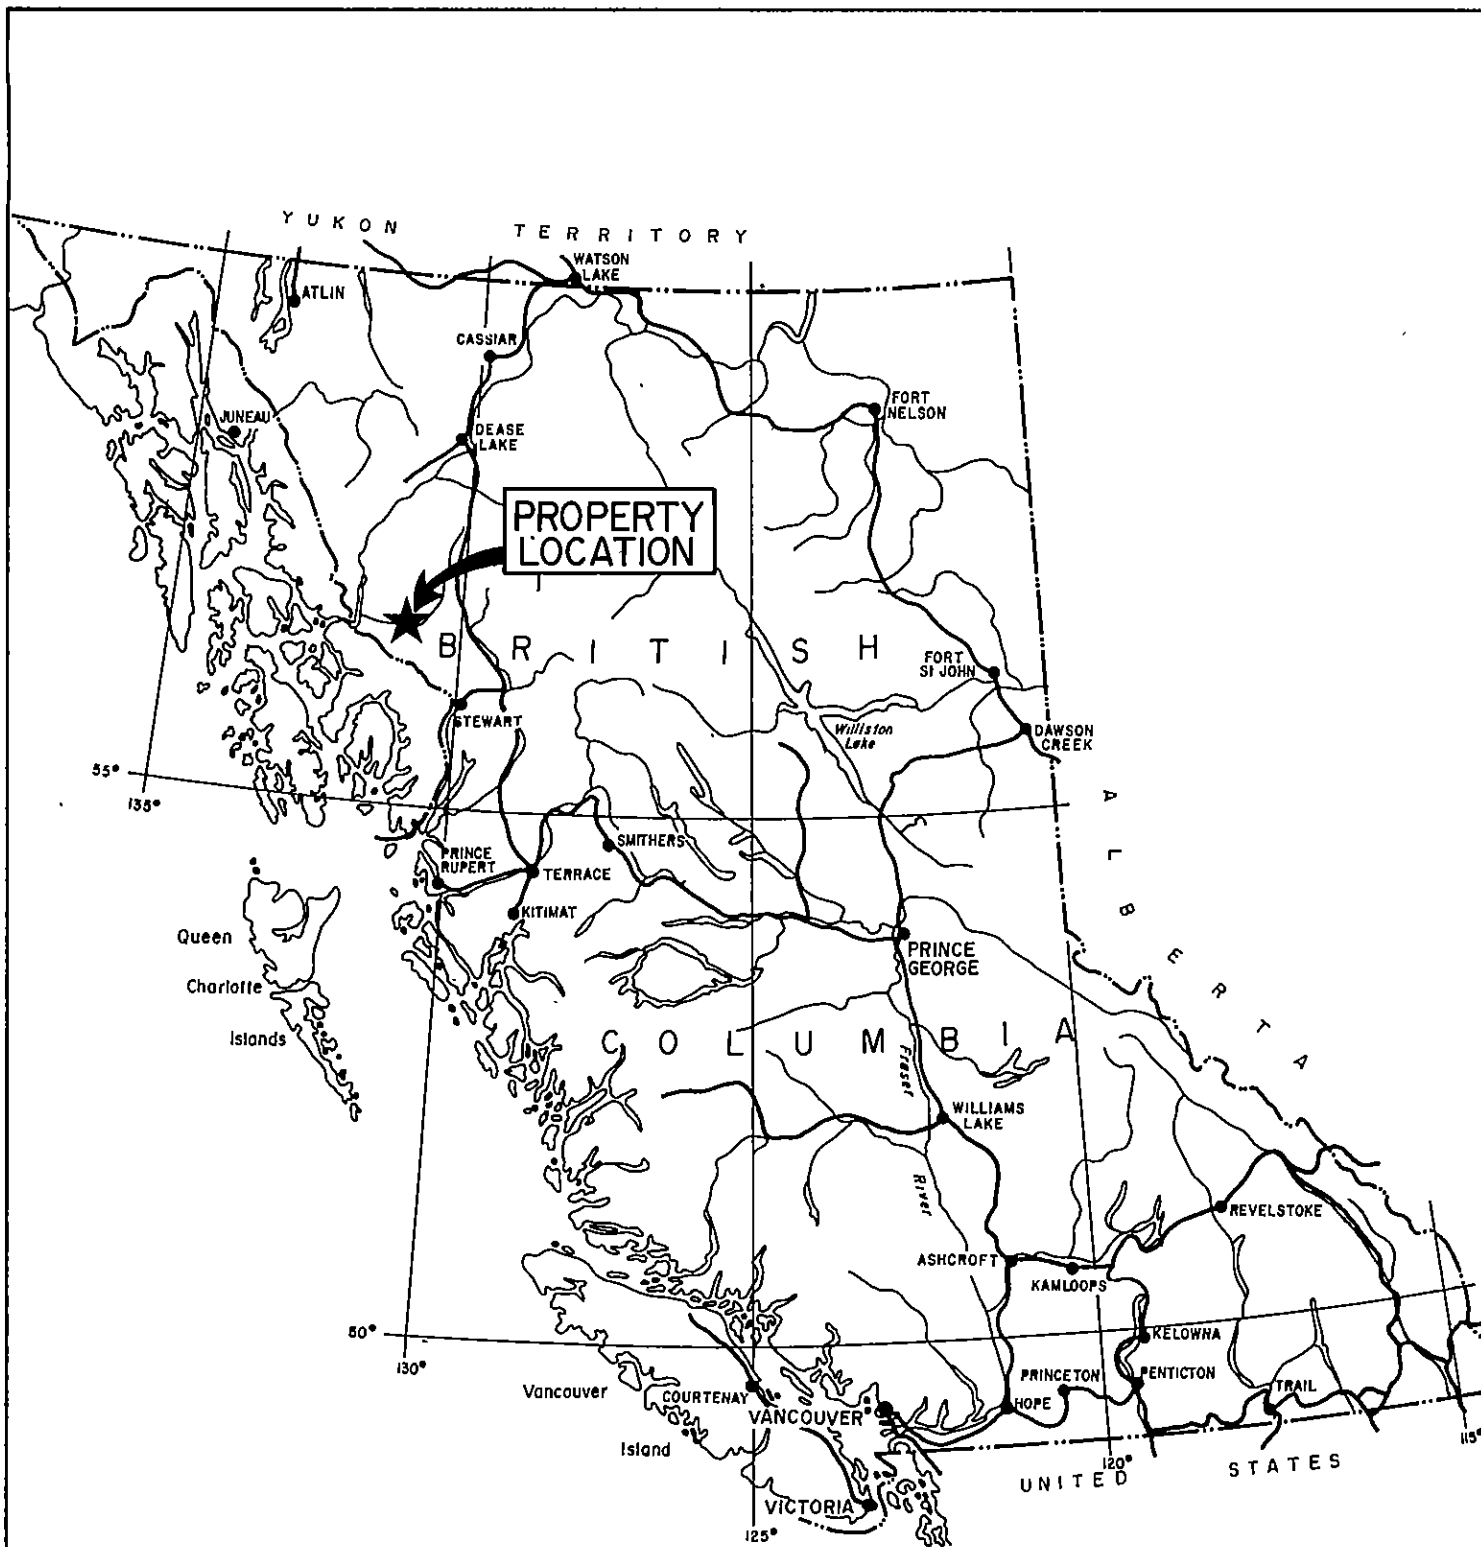 YUKON TERRITORY
WATSON
LAKE
ATLIN
CASSIAR
FORT
NELSON
JUNEAU
DEASE
LAKE
PROPERTY
LOCATION
BRITISH
FORT
ST JOHN
STEWART
Williston
Lake
DAWSON
CREEK
55°
135°
ALBERTA
PRINCE
RUPERT
SMITHERS
TERRACE
KITIMAT
Queen
Charlotte
Islands
PRINCE
GEORGE
COLUMBIA
Fraser
River
WILLIAMS
LAKE
REVELSTOKE
ASHCROFT
KAMLOOPS
50°
130°
KELOWNA
Vancouver
Island
COURTENAY
PRINCETON
PENTICTON
TRAIL
VANCOUVER
HOPE
120°
115°
UNITED STATES
VICTORIA
125°